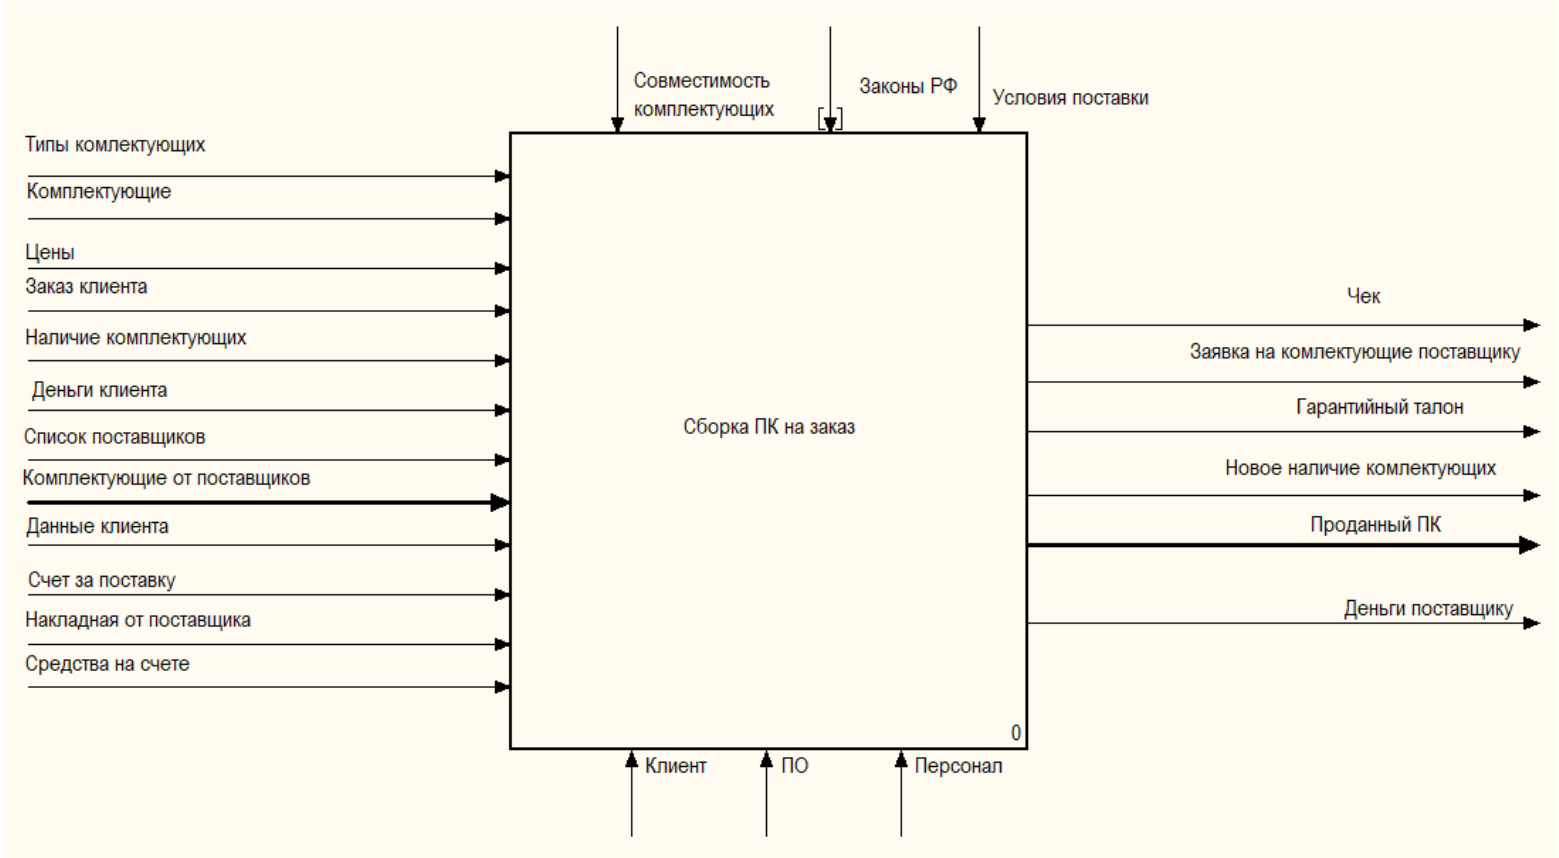 Совместимость
комплектующих
Законы РФ
Условия поставки
Типы комлектующих
Комплектующие
Цены
Заказ клиента
Наличие комплектующих
Деньги клиента
Список поставщиков
Комплектующие от поставщиков
Данные клиента
Счет за поставку
Накладная от поставщика
Средства на счете
Сборка ПК на заказ
0
Чек
Заявка на комлектующие поставщику
Гарантийный талон
Новое наличие комлектующих
Проданный ПК
Деньги поставщику
Клиент
ПО
Персонал